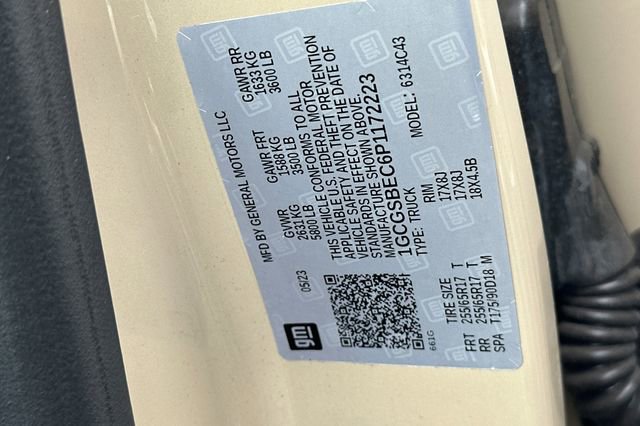 gm
05/23
MFD BY GENERAL MOTORS LLC
GVWR GAWR FRT GAWR RR
2631 KG 1588 KG 1633 KG
5800 LB 3500 LB 3600 LB
THIS VEHICLE CONFORMS TO ALL
APPLICABLE U.S. FEDERAL MOTOR
VEHICLE SAFETY AND THEFT PREVENTION
STANDARDS IN EFFECT ON THE DATE OF
MANUFACTURE SHOWN ABOVE.
1GCGSBEC6P1172223
TYPE: TRUCK MODEL: 6314C43
661G
TIRE SIZE RIM
FRT 255/65R17 T 17X8J
RR 255/65R17 T 17X8J
SPA T175/90D18 M 18X4.5B